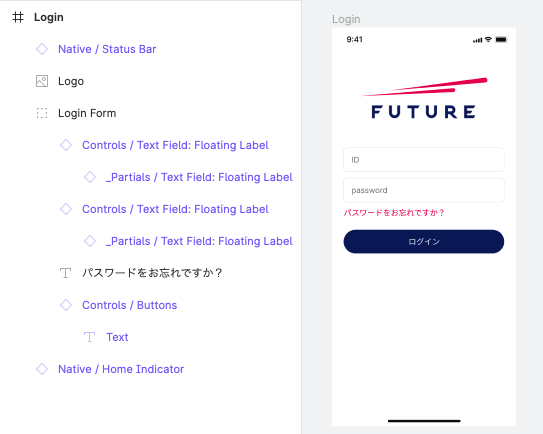 Login
Native / Status Bar
Logo
Login Form
Controls / Text Field: Floating Label
_Partials / Text Field: Floating Label
Controls / Text Field: Floating Label
_Partials / Text Field: Floating Label
パスワードをお忘れですか？
Controls / Buttons
Text
Native / Home Indicator
Login
9:41
FUTURE
ID
password
パスワードをお忘れですか？
ログイン